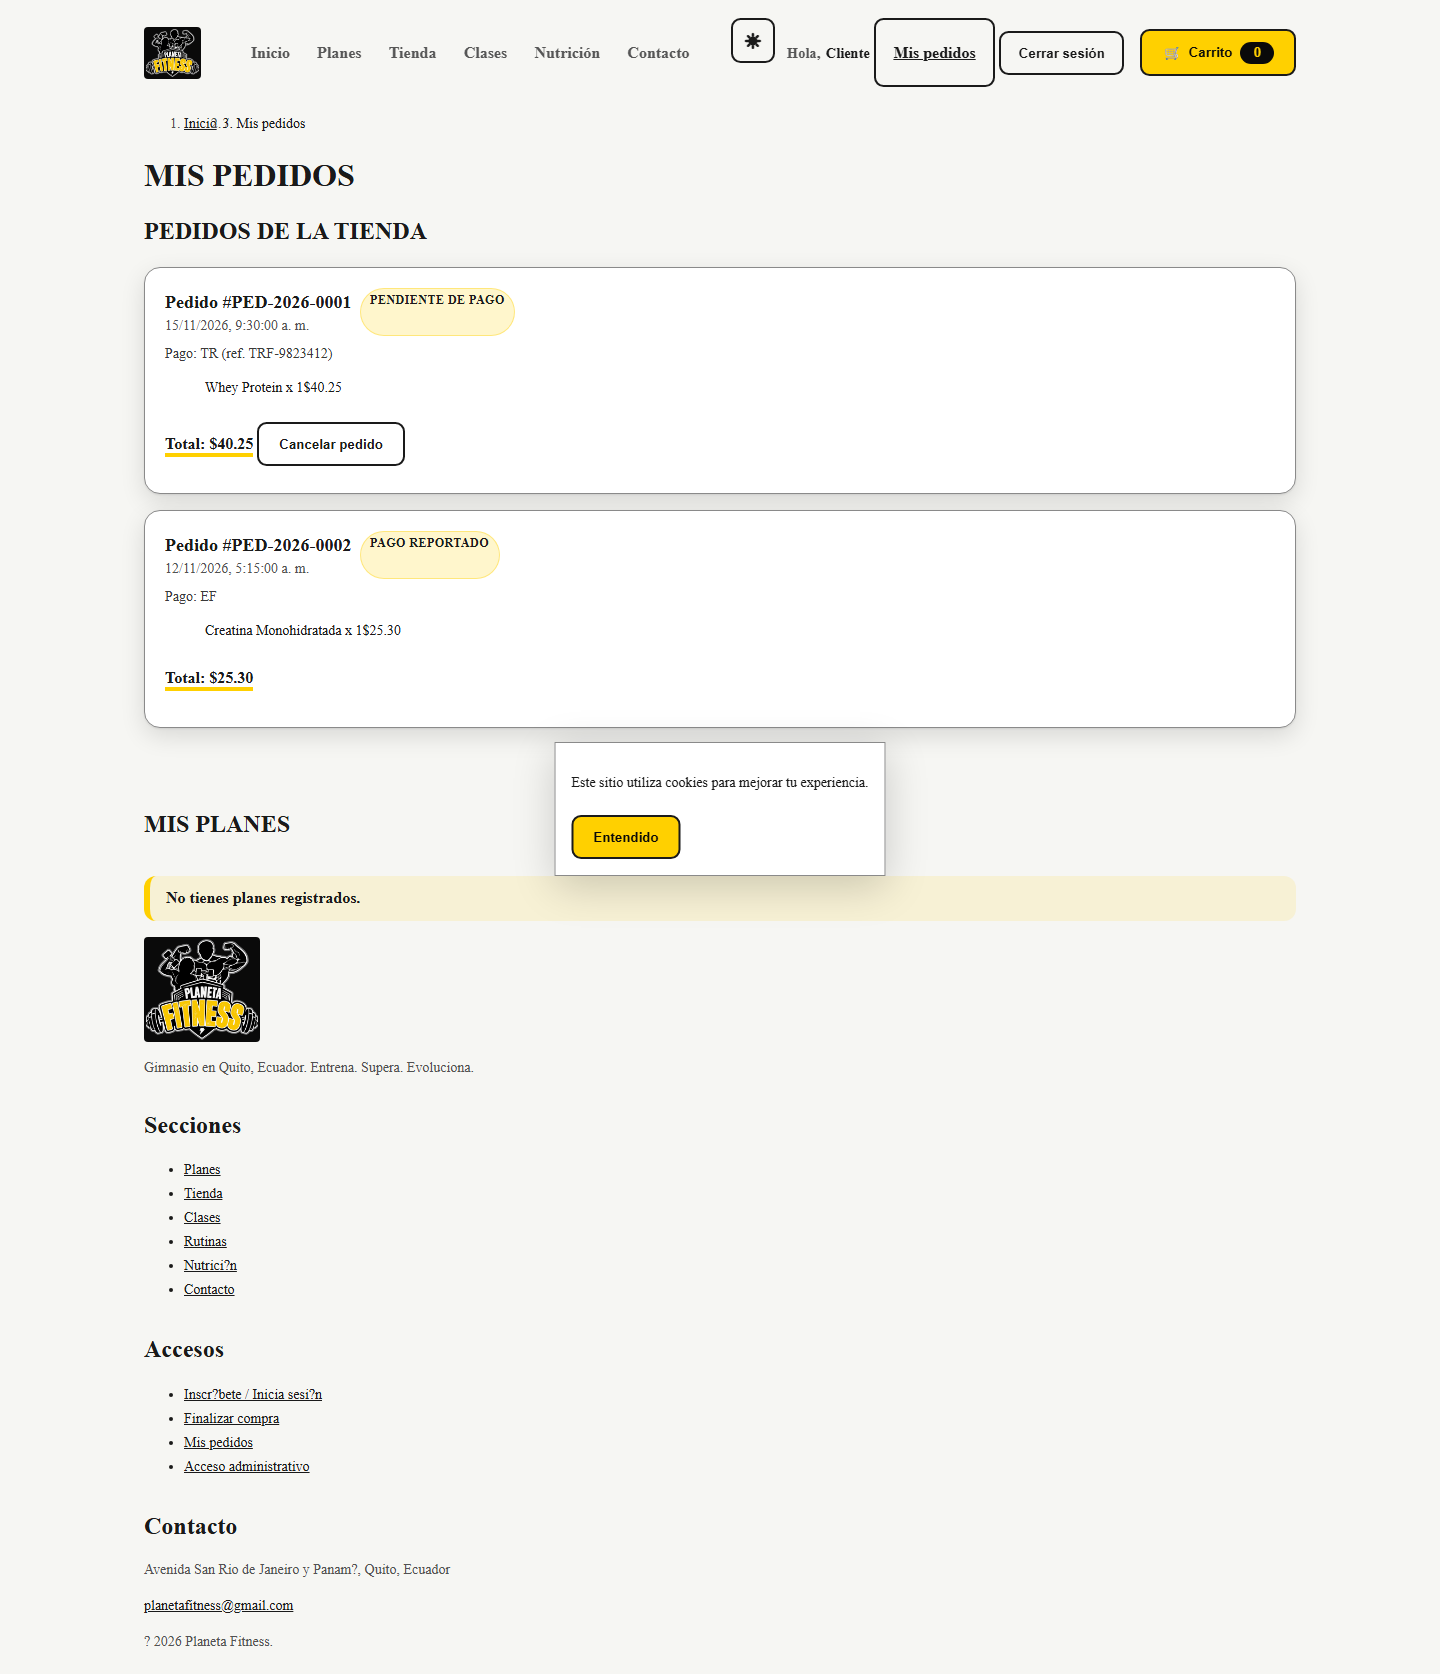 PLANETA
FITNESS
Inicio Planes Tienda Clases Nutrición Contacto Hola, Cliente Mis pedidos Cerrar sesión Carrito 0
1. Inicio 3. Mis pedidos
MIS PEDIDOS
PEDIDOS DE LA TIENDA
Pedido #PED-2026-0001 PENDIENTE DE PAGO
15/11/2026, 9:30:00 a. m.
Pago: TR (ref. TRF-9823412)
Whey Protein x 1$40.25
Total: $40.25 Cancelar pedido
Pedido #PED-2026-0002 PAGO REPORTADO
12/11/2026, 5:15:00 a. m.
Pago: EF
Creatina Monohidratada x 1$25.30
Total: $25.30
Este sitio utiliza cookies para mejorar tu experiencia.
Entendido
MIS PLANES
No tienes planes registrados.
PLANETA
FITNESS
Gimnasio en Quito, Ecuador. Entrena. Supera. Evoluciona.
Secciones
Planes
Tienda
Clases
Rutinas
Nutrici?n
Contacto
Accesos
Inscr?bete / Inicia sesi?n
Finalizar compra
Mis pedidos
Acceso administrativo
Contacto
Avenida San Rio de Janeiro y Panam?, Quito, Ecuador
planetafitness@gmail.com
? 2026 Planeta Fitness.